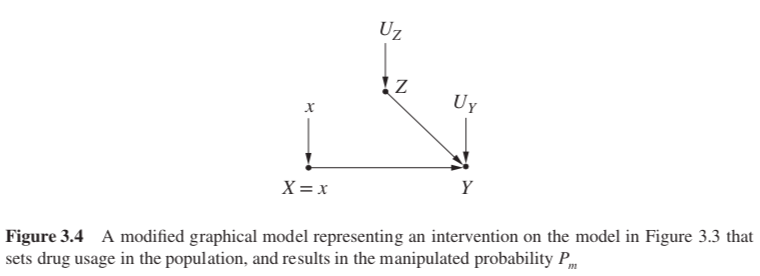 U_Z
Z
x
U_Y
X = x
Y
Figure 3.4 A modified graphical model representing an intervention on the model in Figure 3.3 that
sets drug usage in the population, and results in the manipulated probability P_m